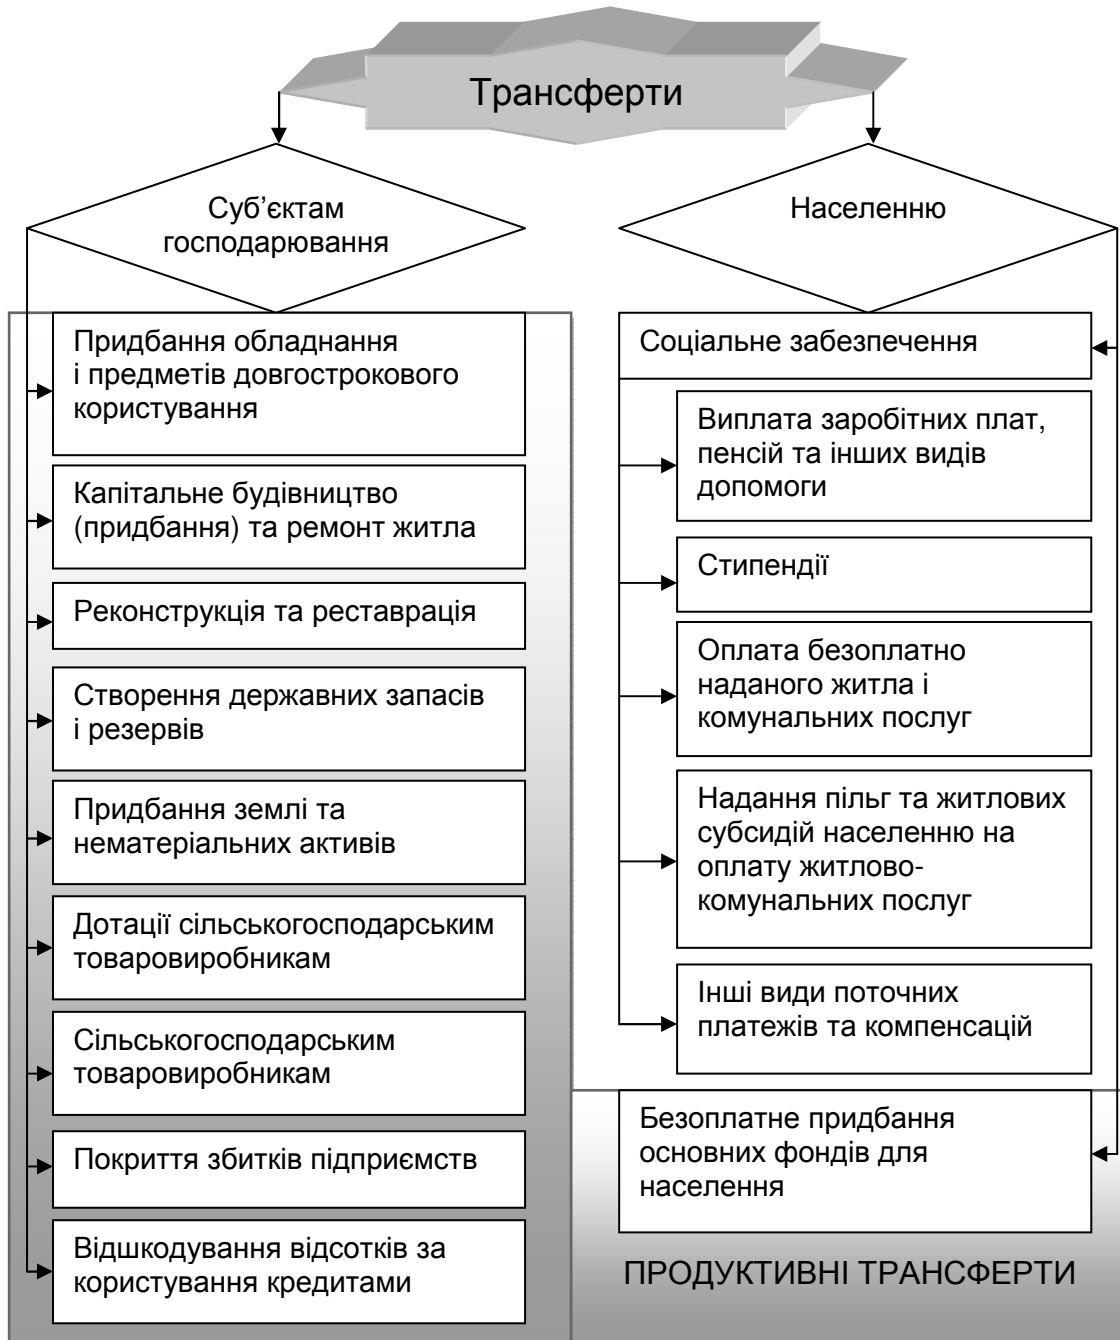 Трансферти
Суб’єктам
господарювання
Придбання обладнання
і предметів довгострокового
користування
Капітальне будівництво
(придбання) та ремонт житла
Реконструкція та реставрація
Створення державних запасів
і резервів
Придбання землі та
нематеріальних активів
Дотації сільськогосподарським
товаровиробникам
Сільськогосподарським
товаровиробникам
Покриття збитків підприємств
Відшкодування відсотків за
користування кредитами
Населенню
Соціальне забезпечення
Виплата заробітних плат,
пенсій та інших видів
допомоги
Стипендії
Оплата безоплатно
наданого житла і
комунальних послуг
Надання пільг та житлових
субсидій населенню на
оплату житлово-
комунальних послуг
Інші види поточних
платежів та компенсацій
Безоплатне придбання
основних фондів для
населення
ПРОДУКТИВНІ ТРАНСФЕРТИ